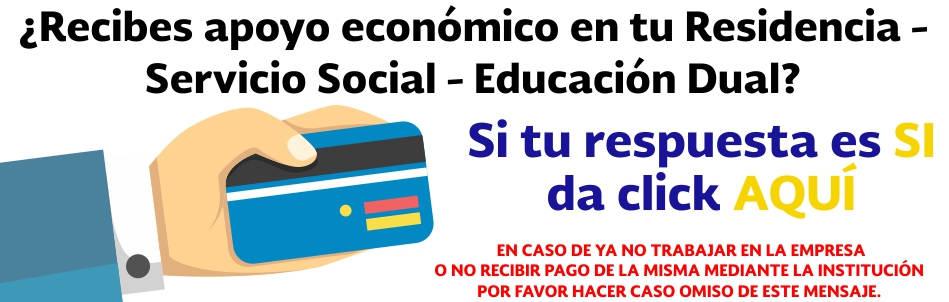 ¿Recibes apoyo económico en tu Residencia -
Servicio Social - Educación Dual?
Si tu respuesta es SI
da click AQUÍ
EN CASO DE YA NO TRABAJAR EN LA EMPRESA
O NO RECIBIR PAGO DE LA MISMA MEDIANTE LA INSTITUCIÓN
POR FAVOR HACER CASO OMISO DE ESTE MENSAJE.